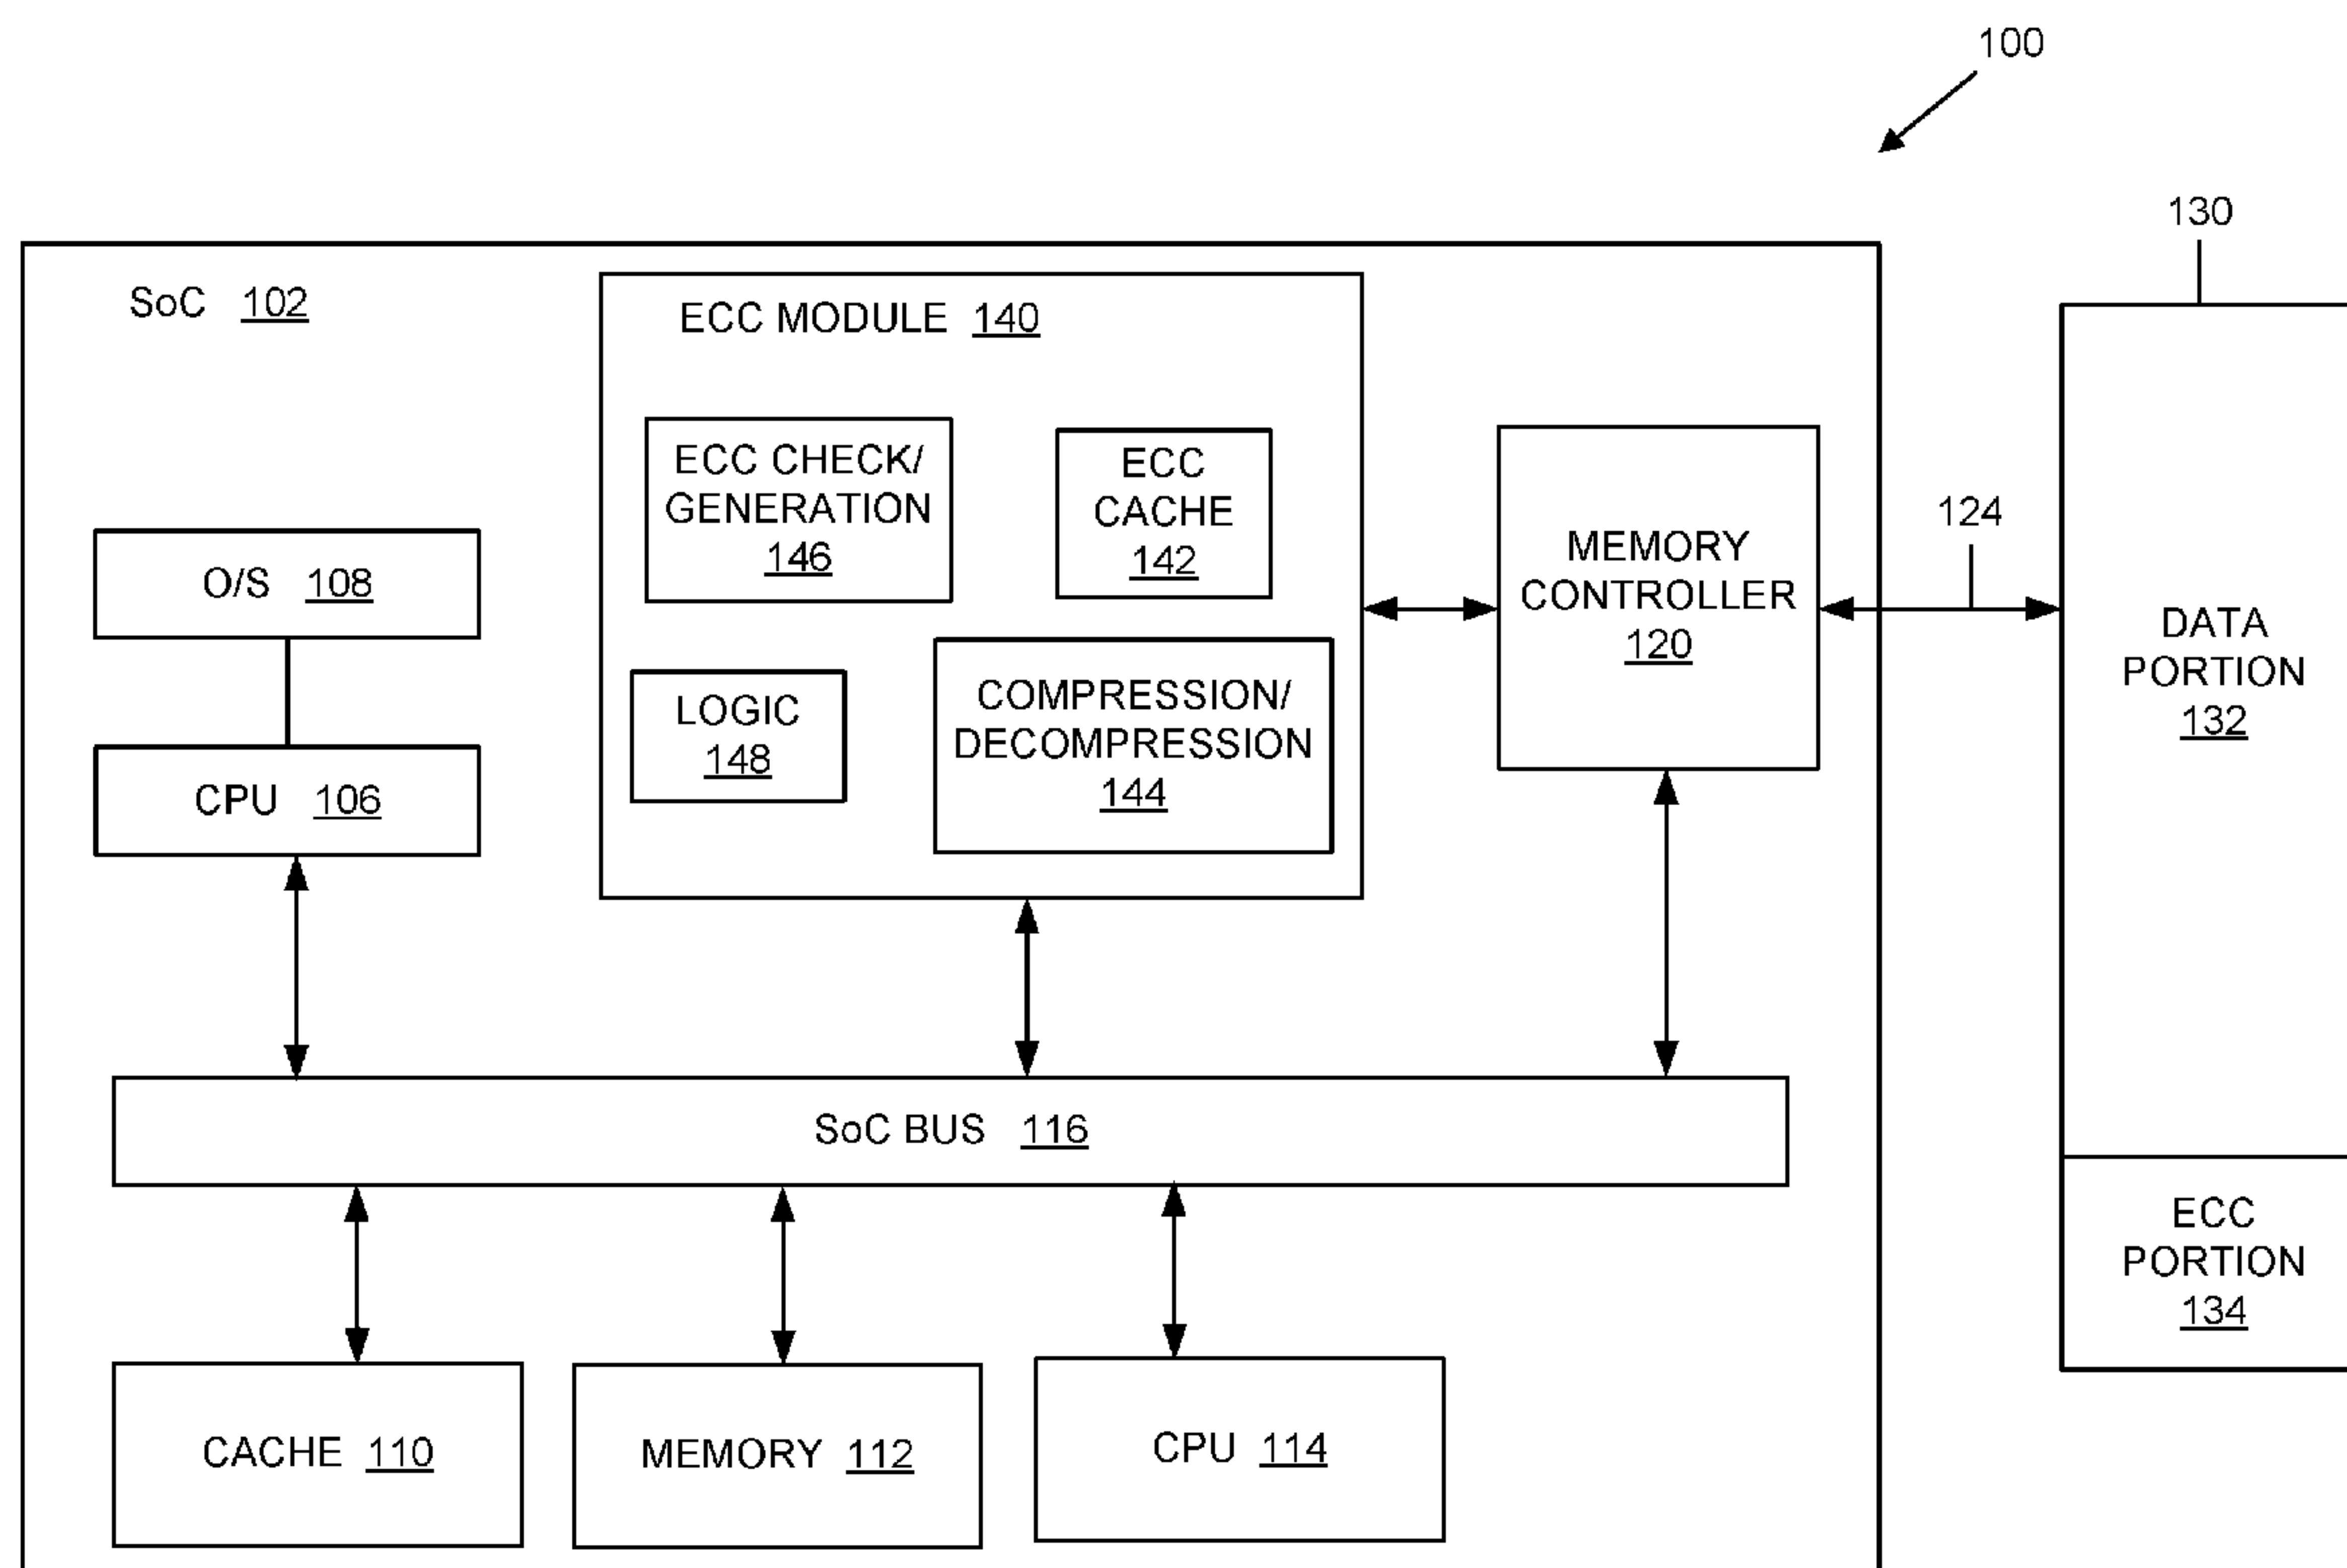 100
130
SoC 102
ECC MODULE 140
ECC CHECK/
GENERATION
146
ECC
CACHE
142
124
O/S 108
MEMORY
CONTROLLER
120
DATA
PORTION
132
LOGIC
148
COMPRESSION/
DECOMPRESSION
144
CPU 106
SoC BUS 116
ECC
PORTION
134
CACHE 110
MEMORY 112
CPU 114